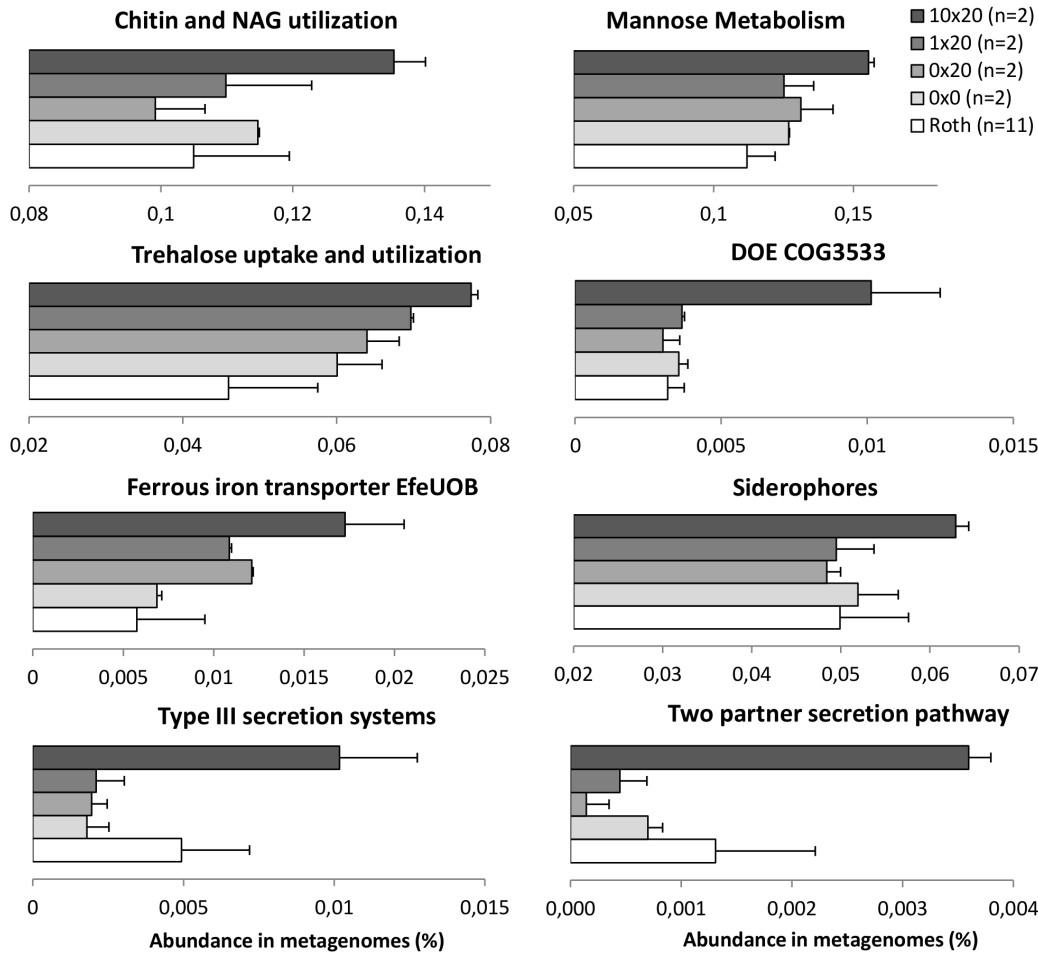 Chitin and NAG utilization
0,08 0,1 0,12 0,14
Mannose Metabolism
0,05 0,1 0,15
10x20 (n=2)
1x20 (n=2)
0x20 (n=2)
0x0 (n=2)
Roth (n=11)
Trehalose uptake and utilization
0,02 0,04 0,06 0,08
DOE COG3533
0 0,005 0,01 0,015
Ferrous iron transporter EfeUOB
0 0,005 0,01 0,015 0,02 0,025
Siderophores
0,02 0,03 0,04 0,05 0,06 0,07
Type III secretion systems
0 0,005 0,01 0,015
Abundance in metagenomes (%)
Two partner secretion pathway
0,000 0,001 0,002 0,003 0,004
Abundance in metagenomes (%)